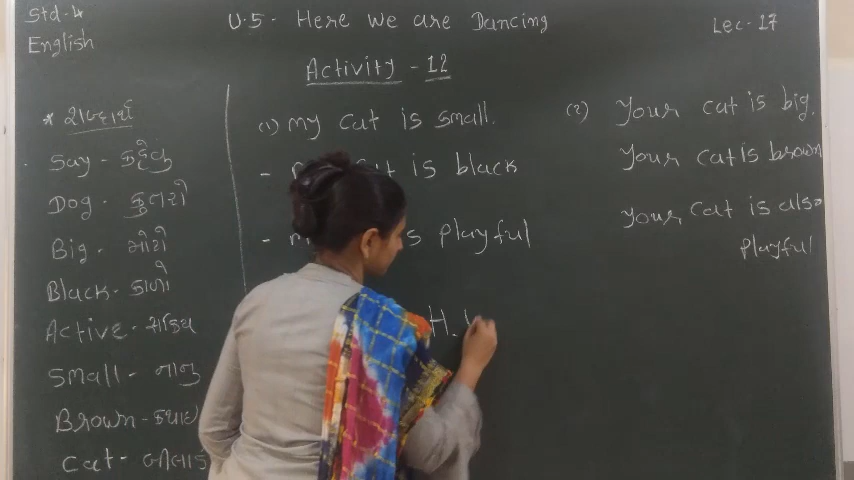 Std-4
English
U.5 - Here We are Dancing
Lec-17
Activity - 12
* શબ્દાર્થ
Say - કહેવું
Dog - કુતરો
Big - મોટો
Black - કાળો
Active - સક્રિય
Small - નાનુ
Brown - કથાઇ
Cat - બીલાડી
(1) my cat is small.
- is black
- playful
(2) Your cat is big.
Your cat is brown
Your cat is also
playful
H.